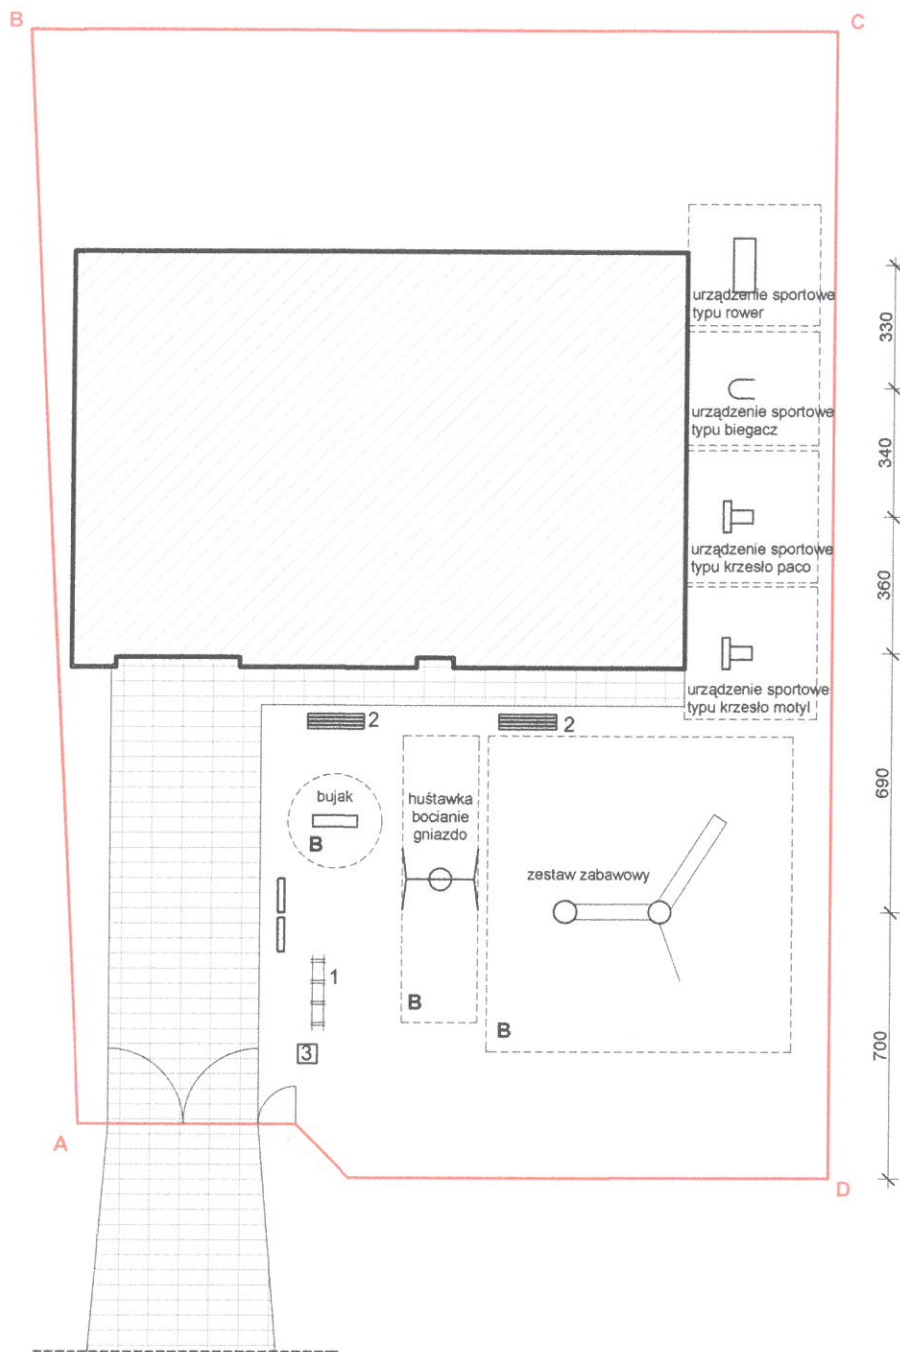 B
C
urządzenie sportowe
typu rower
330
urządzenie sportowe
typu biegacz
340
urządzenie sportowe
typu krzesło paco
360
urządzenie sportowe
typu krzesło motyl
2
2
690
bujak
B
huśtawka
bocianie
gniazdo
B
zestaw zabawowy
B
1
3
700
A
D